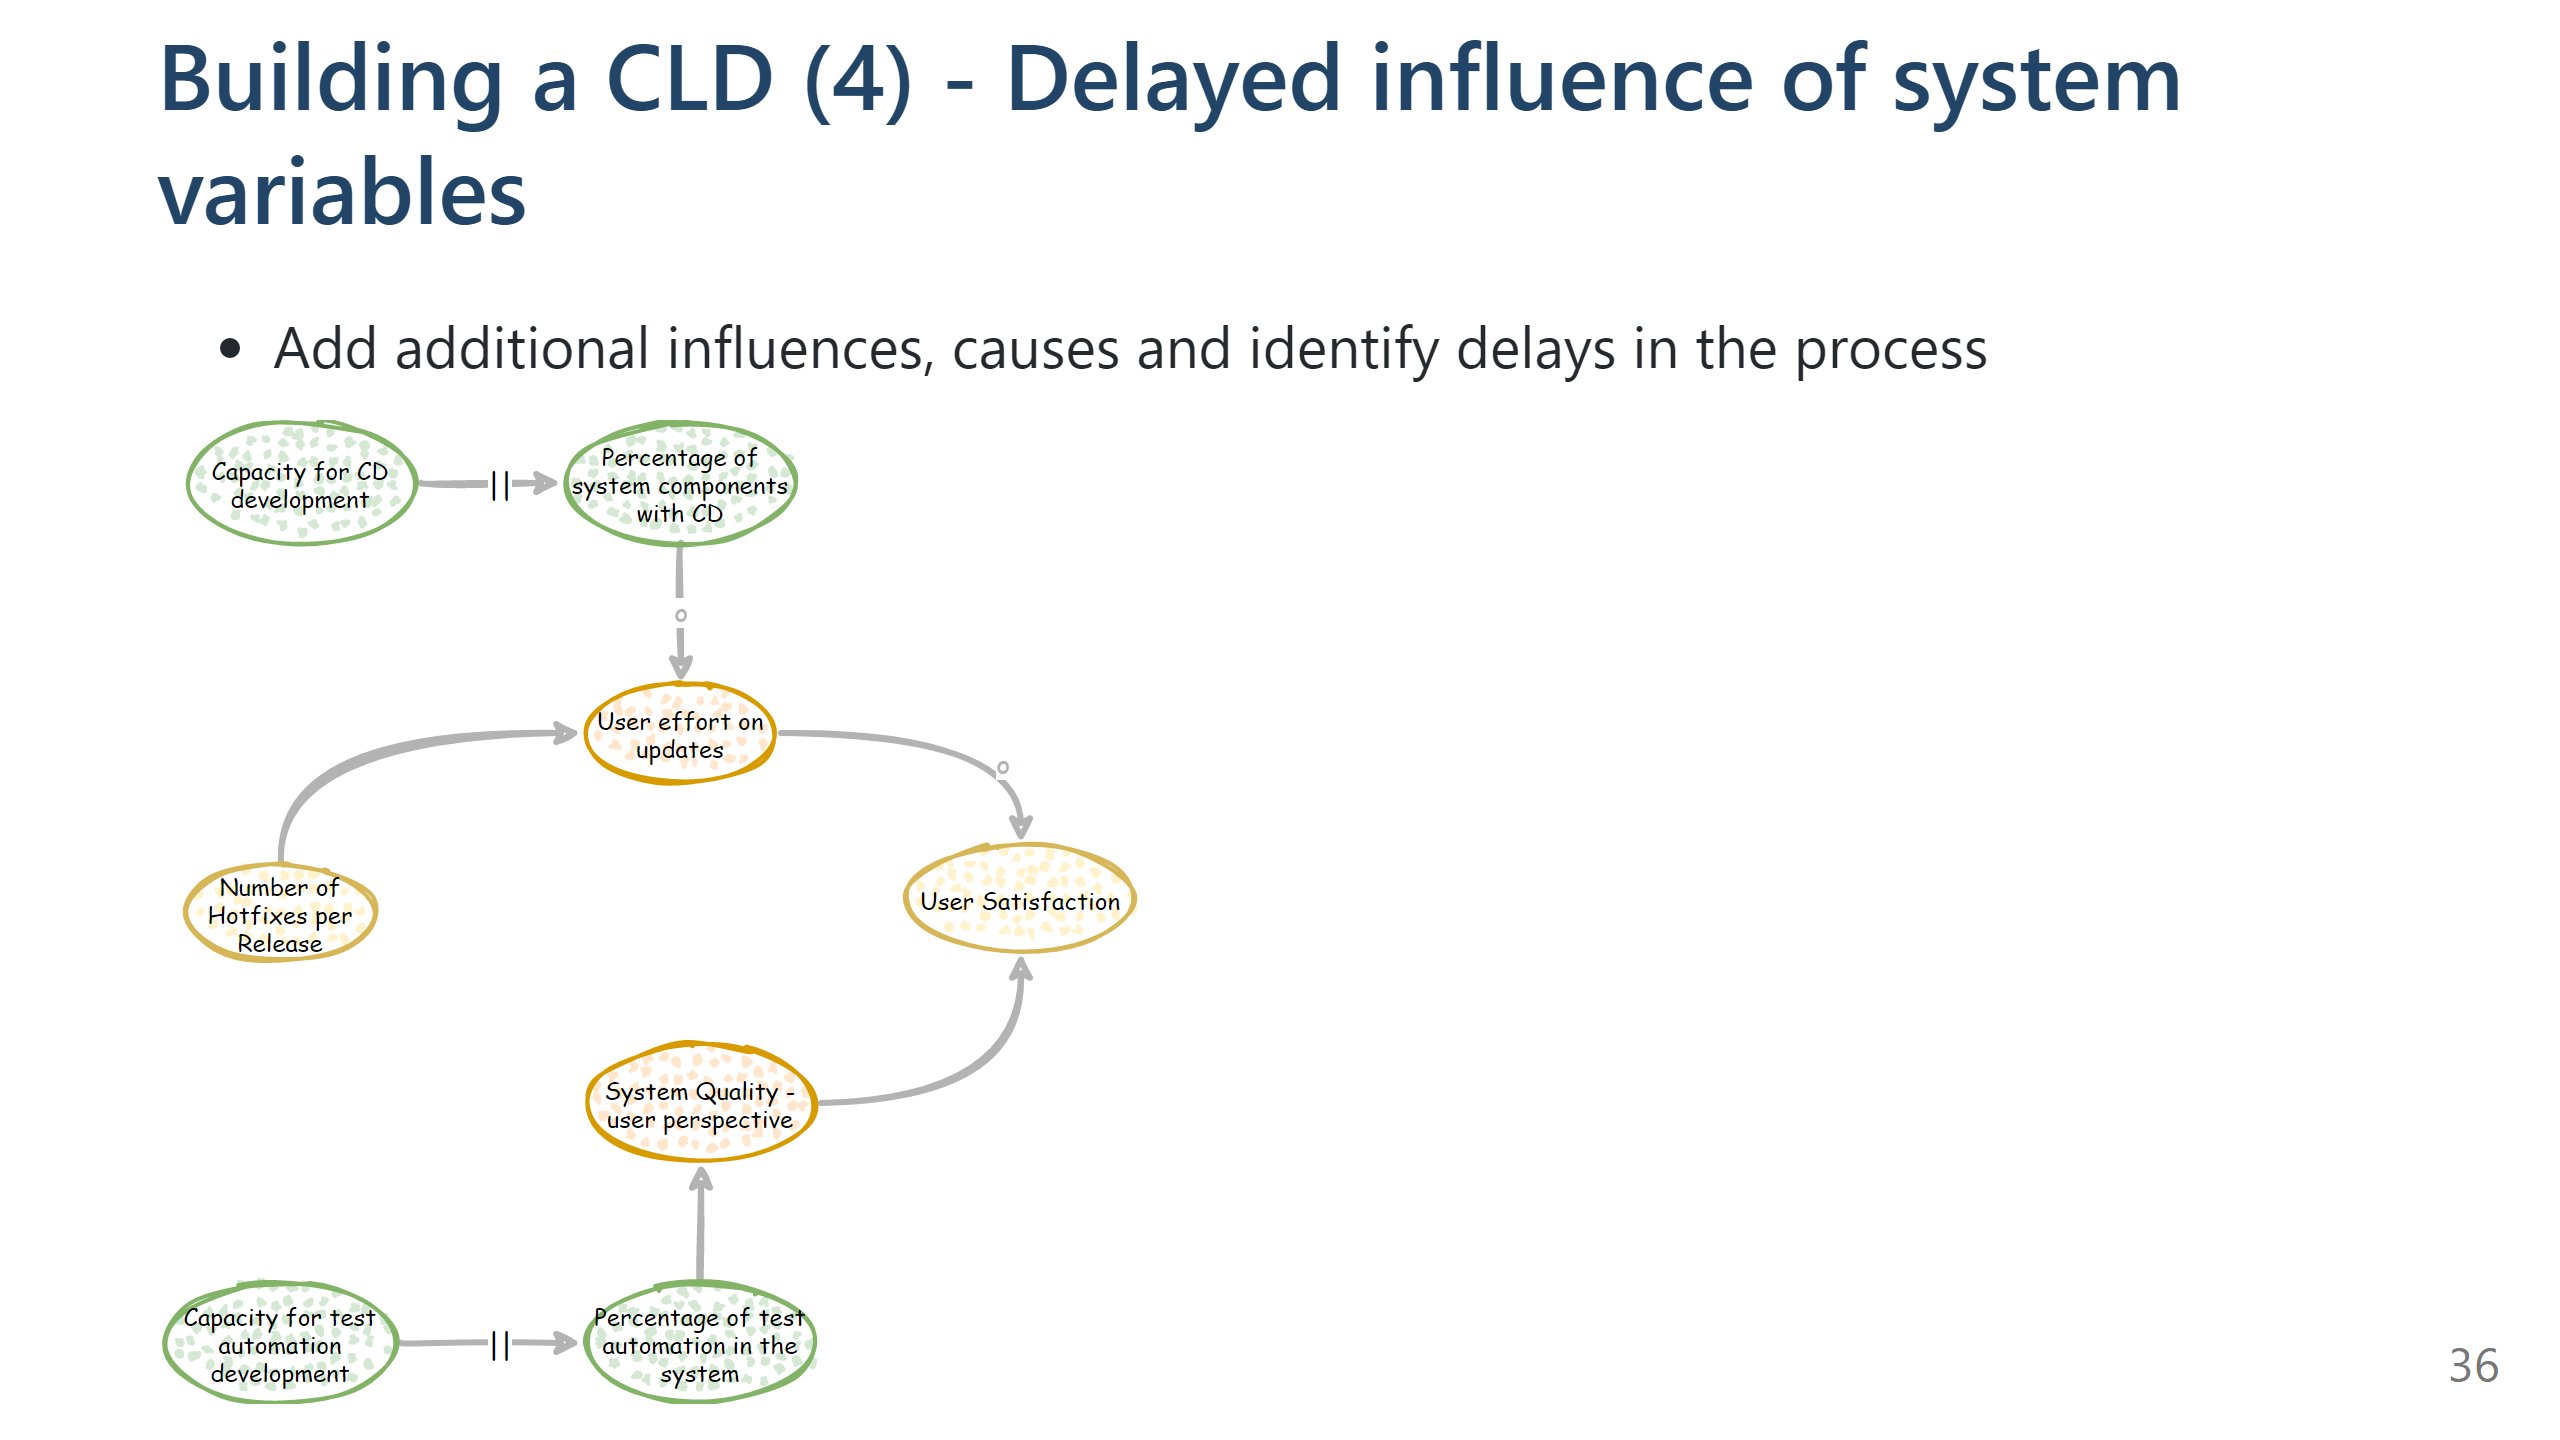 Building a CLD (4) - Delayed influence of system
variables
• Add additional influences, causes and identify delays in the process
Capacity for CD
development
||
Percentage of
system components
with CD
o
User effort on
updates
o
Number of
Hotfixes per
Release
User Satisfaction
System Quality -
user perspective
Capacity for test
automation
development
||
Percentage of test
automation in the
system
36